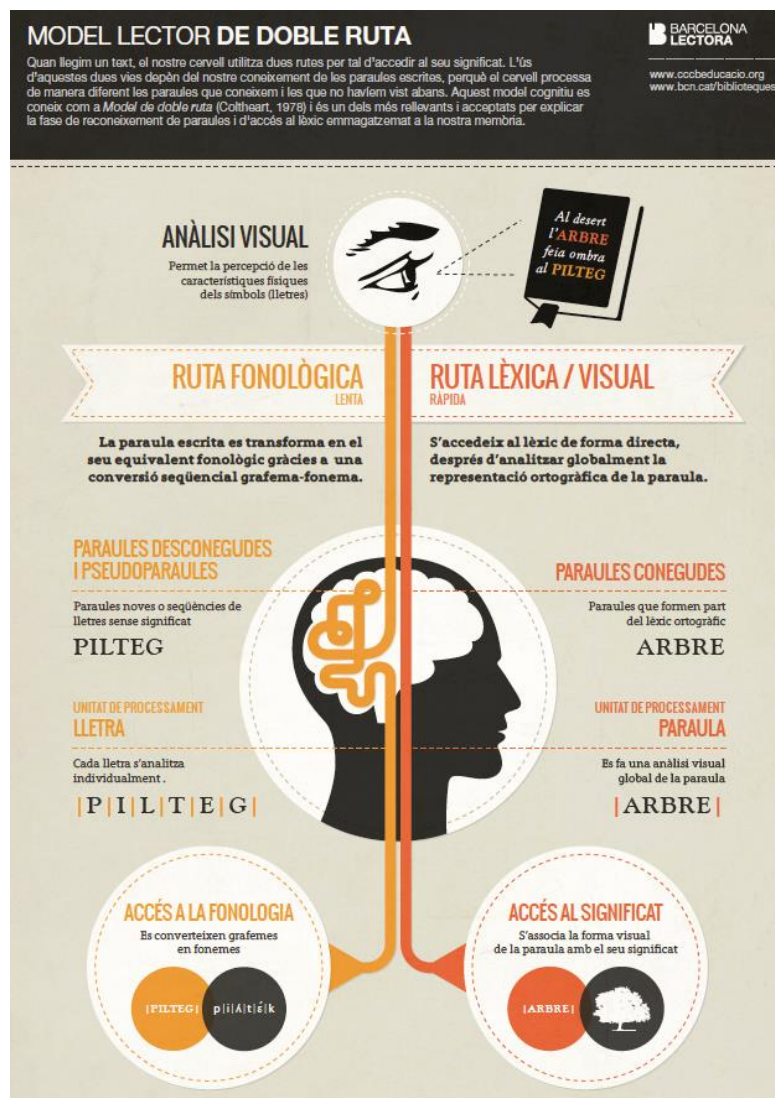 MODEL LECTOR DE DOBLE RUTA
Quan llegim un text, el nostre cervell utilitza dues rutes per tal d'accedir al seu significat. L'ús
d'aquestes dues vies depèn del nostre coneixement de les paraules escrites, perquè el cervell processa
de manera diferent les paraules que coneixem i les que no havíem vist abans. Aquest model cognitiu es
coneix com a Model de doble ruta (Coltheart, 1978) i és un dels més rellevants i acceptats per explicar
la fase de reconeixement de paraules i d'accés al lèxic emmagatzemat a la nostra memòria.
BARCELONA
LECTORA
www.cccbeducacio.org
www.bcn.cat/biblioteques
ANÀLISI VISUAL
Permet la percepció de les
característiques físiques
dels símbols (lletres)
Al desert
l'ARBRE
feia ombra
al PILTEG
RUTA FONOLÒGICA
LENTA
RUTA LÈXICA / VISUAL
RÀPIDA
La paraula escrita es transforma en el
seu equivalent fonològic gràcies a una
conversió seqüencial grafema-fonema.
S'accedeix al lèxic de forma directa,
després d'analitzar globalment la
representació ortogràfica de la paraula.
PARAULES DESCONEGUDES
I PSEUDOPARAULES
Paraules noves o seqüències de
lletres sense significat
PILTEG
PARAULES CONEGUDES
Paraules que formen part
del lèxic ortogràfic
ARBRE
UNITAT DE PROCESSAMENT
LLETRA
Cada lletra s'analitza
individualment .
|P|I|L|T|E|G|
UNITAT DE PROCESSAMENT
PARAULA
Es fa una anàlisi visual
global de la paraula
|ARBRE|
ACCÉS A LA FONOLOGIA
Es converteixen grafemes
en fonemes
|PILTEG|
p|i|ʎ|t|ɛ́|k
ACCÉS AL SIGNIFICAT
S'associa la forma visual
de la paraula amb el seu significat
|ARBRE|